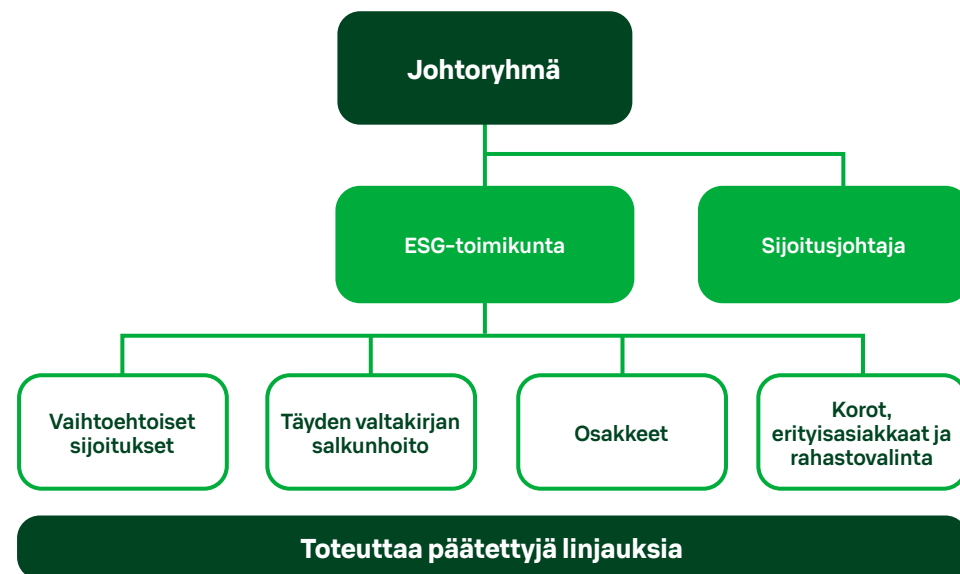 Johtoryhmä
ESG-toimikunta
Sijoitusjohtaja
Vaihtoehtoiset
sijoitukset
Täyden valtakirjan
salkunhoito
Osakkeet
Korot,
erityisasiakkaat ja
rahastovalinta
Toteuttaa päätettyjä linjauksia